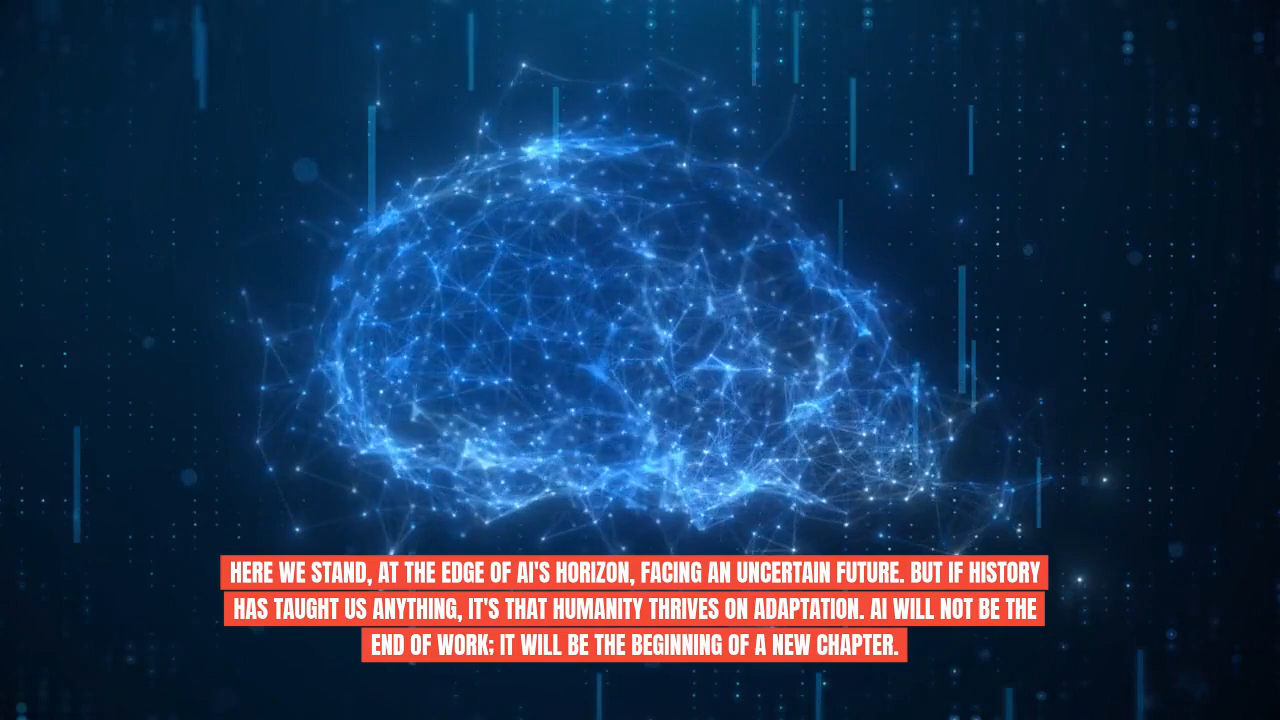 HERE WE STAND, AT THE EDGE OF AI'S HORIZON, FACING AN UNCERTAIN FUTURE. BUT IF HISTORY
HAS TAUGHT US ANYTHING, IT'S THAT HUMANITY THRIVES ON ADAPTATION. AI WILL NOT BE THE
END OF WORK; IT WILL BE THE BEGINNING OF A NEW CHAPTER.